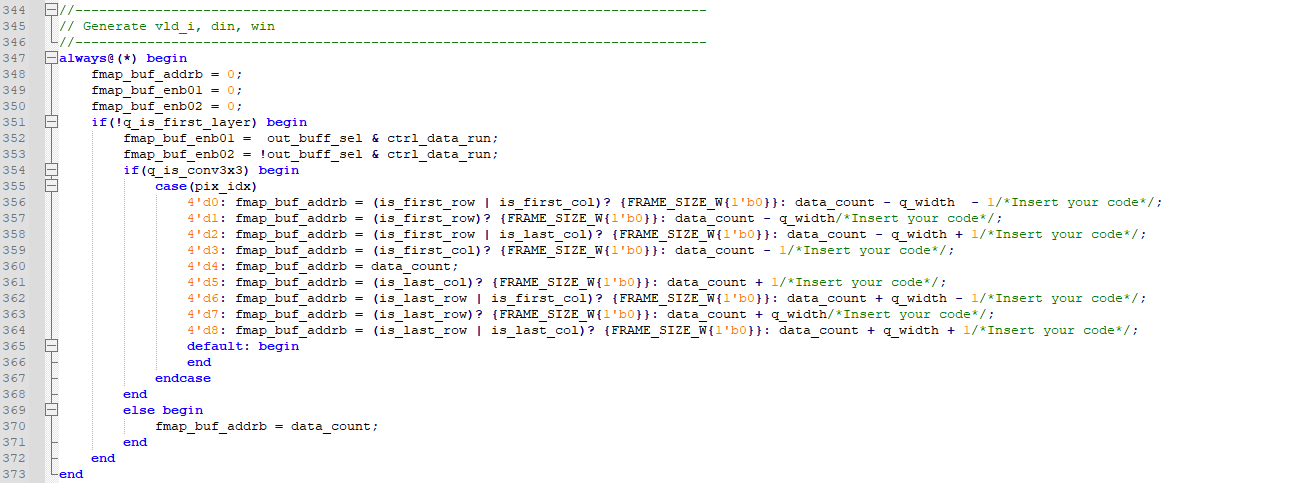 344 //-------------------------------------------------------------------------------
345 // Generate vld_i, din, win
346 //-------------------------------------------------------------------------------
347 always@(*) begin
348     fmap_buf_addrb = 0;
349     fmap_buf_enb01 = 0;
350     fmap_buf_enb02 = 0;
351     if(!q_is_first_layer) begin
352         fmap_buf_enb01 =  out_buff_sel & ctrl_data_run;
353         fmap_buf_enb02 = !out_buff_sel & ctrl_data_run;
354         if(q_is_conv3x3) begin
355             case(pix_idx)
356                 4'd0: fmap_buf_addrb = (is_first_row | is_first_col)? {FRAME_SIZE_W{1'b0}}: data_count - q_width  - 1/*Insert your code*/;
357                 4'd1: fmap_buf_addrb = (is_first_row)? {FRAME_SIZE_W{1'b0}}: data_count - q_width/*Insert your code*/;
358                 4'd2: fmap_buf_addrb = (is_first_row | is_last_col)? {FRAME_SIZE_W{1'b0}}: data_count - q_width + 1/*Insert your code*/;
359                 4'd3: fmap_buf_addrb = (is_first_col)? {FRAME_SIZE_W{1'b0}}: data_count - 1/*Insert your code*/;
360                 4'd4: fmap_buf_addrb = data_count;
361                 4'd5: fmap_buf_addrb = (is_last_col)? {FRAME_SIZE_W{1'b0}}: data_count + 1/*Insert your code*/;
362                 4'd6: fmap_buf_addrb = (is_last_row | is_first_col)? {FRAME_SIZE_W{1'b0}}: data_count + q_width - 1/*Insert your code*/;
363                 4'd7: fmap_buf_addrb = (is_last_row)? {FRAME_SIZE_W{1'b0}}: data_count + q_width/*Insert your code*/;
364                 4'd8: fmap_buf_addrb = (is_last_row | is_last_col)? {FRAME_SIZE_W{1'b0}}: data_count + q_width + 1/*Insert your code*/;
365                 default: begin
366                 end
367             endcase
368         end
369         else begin
370             fmap_buf_addrb = data_count;
371         end
372     end
373 end